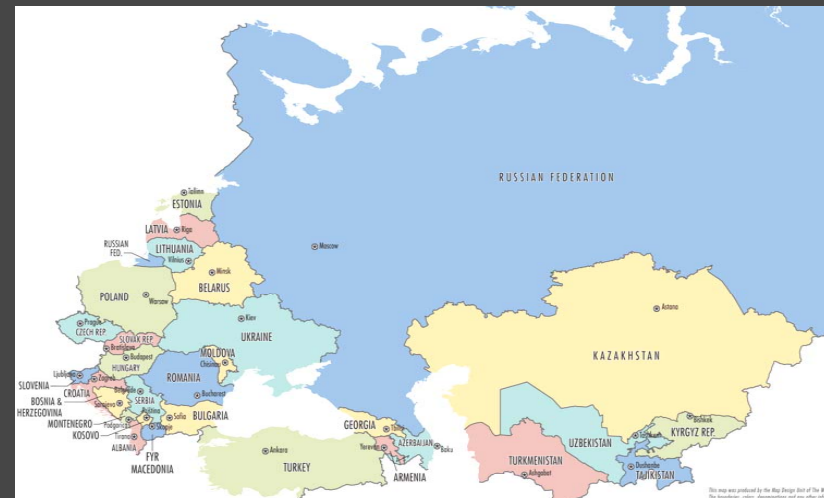 RUSSIAN FEDERATION
Tallinn
ESTONIA
LATVIA
Riga
RUSSIAN
FED.
LITHUANIA
Vilnius
Moscow
Minsk
BELARUS
POLAND
Warsaw
Prague
CZECH REP.
Kiev
UKRAINE
SLOVAK REP.
Bratislava
Budapest
HUNGARY
MOLDOVA
Chisinau
Astana
KAZAKHSTAN
Ljubljana
Zagreb
ROMANIA
SLOVENIA
CROATIA
Belgrade
SERBIA
Bucharest
BOSNIA &
HERZEGOVINA
Sarajevo
Pristina
Sofia
BULGARIA
MONTENEGRO
Podgorica
KOSOVO
Skopje
Tirana
ALBANIA
FYR
MACEDONIA
Ankara
TURKEY
GEORGIA
Tbilisi
Yerevan
AZERBAIJAN
Baku
ARMENIA
Bishkek
KYRGYZ REP.
Tashkent
UZBEKISTAN
TURKMENISTAN
Ashgabat
Dushanbe
TAJIKISTAN
This map was produced by the Map Design Unit of The W